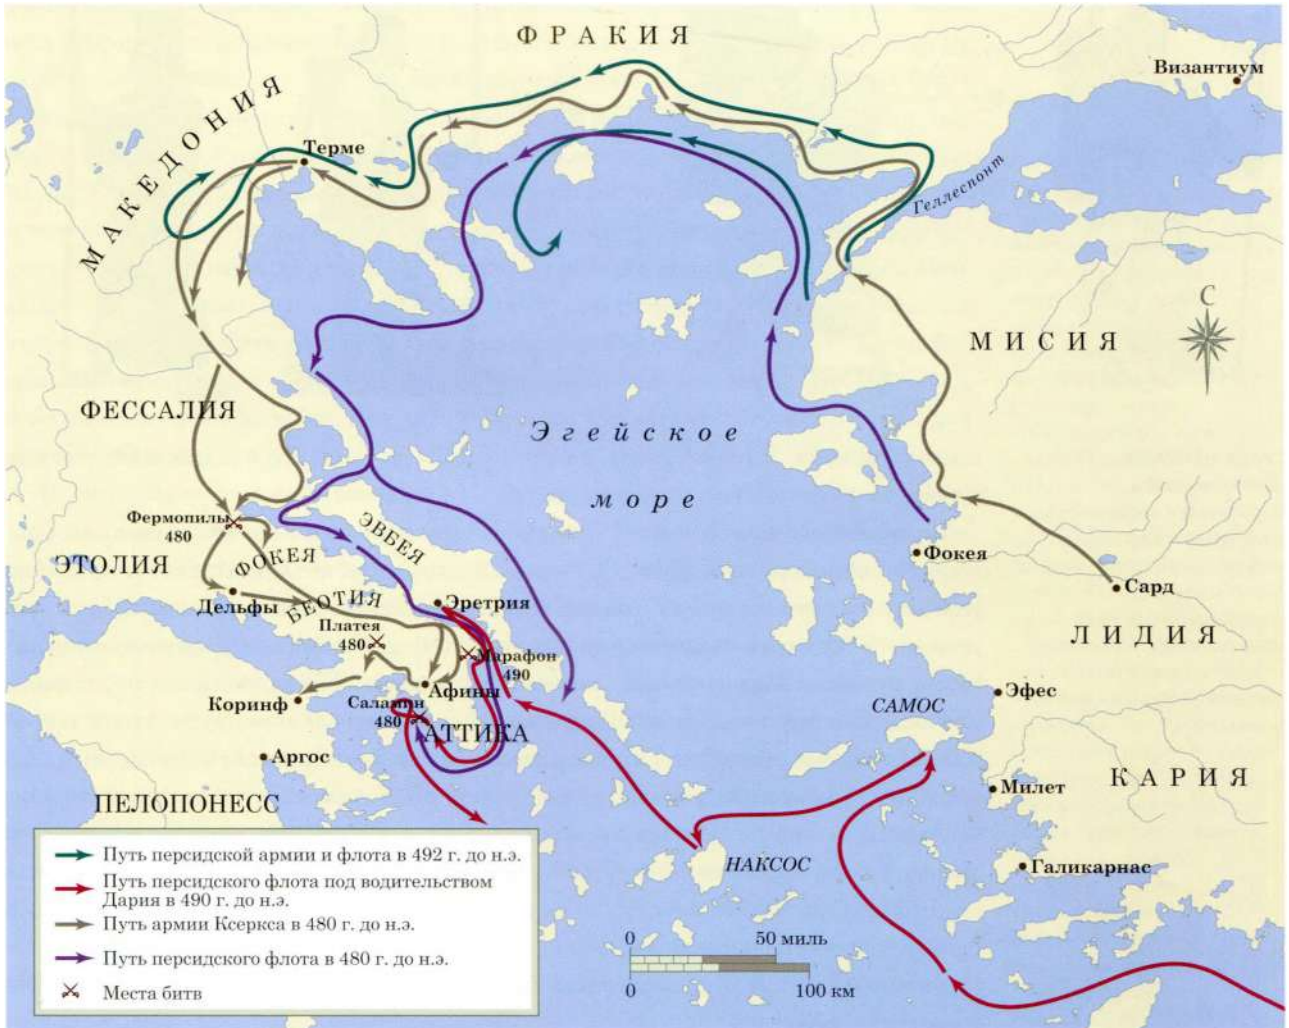 ФРАКИЯ
Византиум
МАКЕДОНИЯ
Терме
Геллеспонт
С
МИСИЯ
ФЕССАЛИЯ
Эгейское
море
Фермопилы
480
ЭВБЕЯ
ЭТОЛИЯ
ФОКЕЯ
Фокея
Сард
Дельфы
БЕОТИЯ
Эретрия
Платея
480
ЛИДИЯ
Марафон
490
Афины
Эфес
Коринф
Саламин
480
САМОС
АТТИКА
Аргос
КАРИЯ
Милет
ПЕЛОПОНЕСС
НАКСОС
Галикарнас
Путь персидской армии и флота в 492 г. до н.э.
Путь персидского флота под водительством
Дария в 490 г. до н.э.
Путь армии Ксеркса в 480 г. до н.э.
Путь персидского флота в 480 г. до н.э.
Места битв
0 50 миль
0 100 км